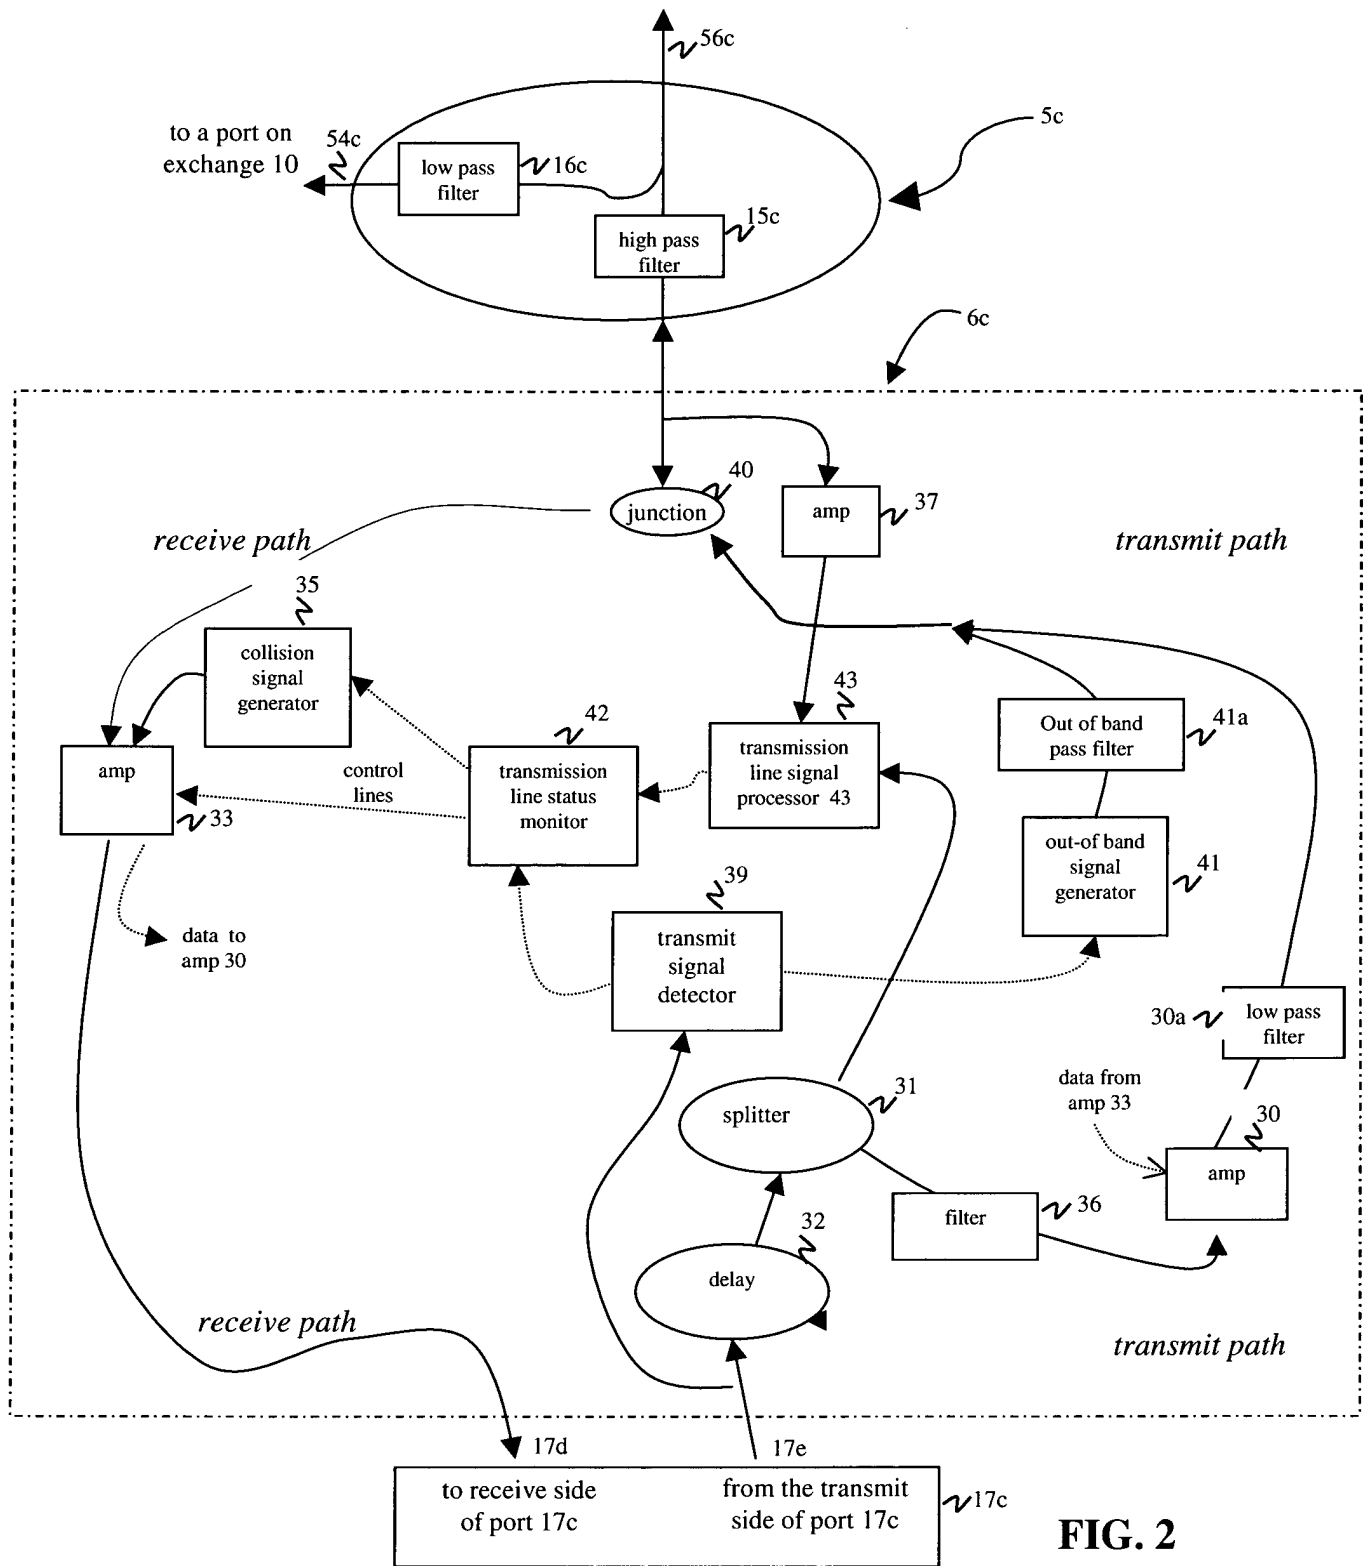 56c
5c
to a port on
exchange 10
54c
low pass
filter
16c
15c
high pass
filter
6c
40
junction
amp
37
receive path
transmit path
35
collision
signal
generator
43
42
Out of band
pass filter
41a
amp
control
lines
transmission
line status
monitor
transmission
line signal
processor 43
33
out-of band
signal
generator
41
39
data to
amp 30
transmit
signal
detector
30a
low pass
filter
data from
amp 33
31
splitter
30
amp
36
filter
32
delay
receive path
transmit path
17d
17e
to receive side
of port 17c
from the transmit
side of port 17c
17c
FIG. 2